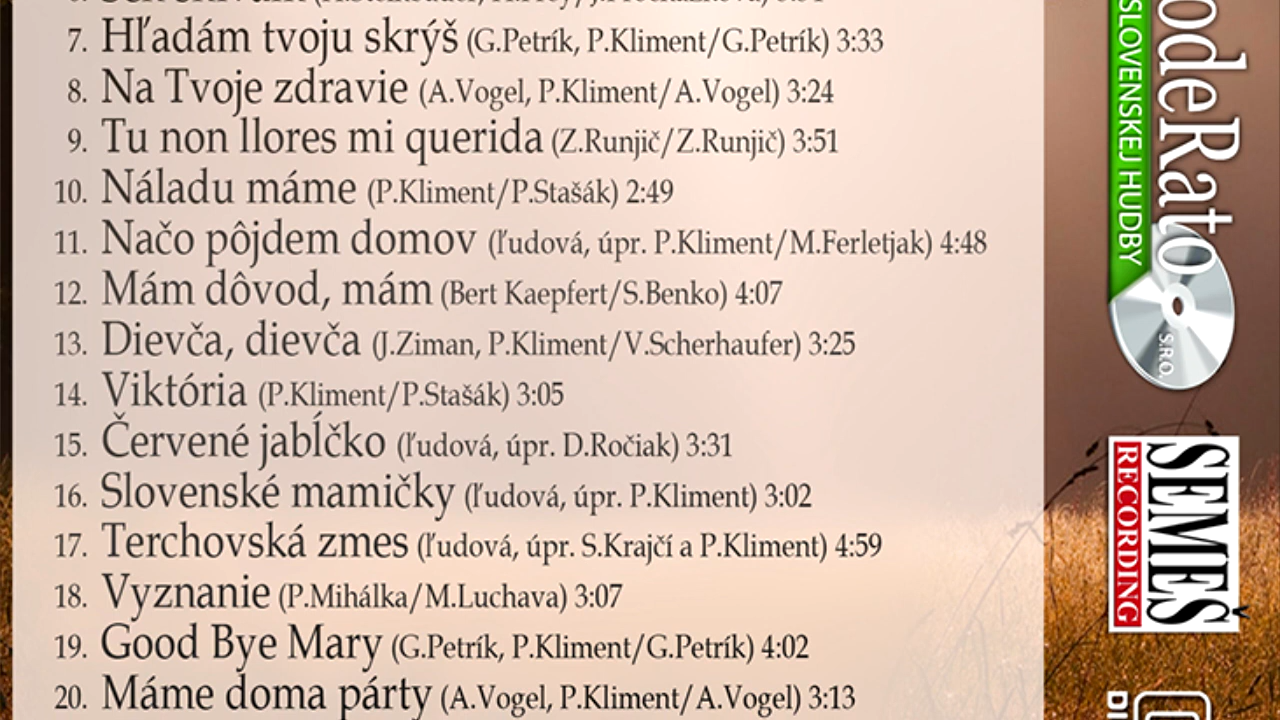 7. Hľadám tvoju skrýš (G.Petrík, P.Kliment/G.Petrík) 3:33
8. Na Tvoje zdravie (A.Vogel, P.Kliment/A.Vogel) 3:24
9. Tu non llores mi querida (Z.Runjič/Z.Runjič) 3:51
10. Náladu máme (P.Kliment/P.Stašák) 2:49
11. Načo pôjdem domov (ľudová, úpr. P.Kliment/M.Ferletjak) 4:48
12. Mám dôvod, mám (Bert Kaepfert/S.Benko) 4:07
13. Dievča, dievča (J.Ziman, P.Kliment/V.Scherhaufer) 3:25
14. Viktória (P.Kliment/P.Stašák) 3:05
15. Červené jabĺčko (ľudová, úpr. D.Ročiak) 3:31
16. Slovenské mamičky (ľudová, úpr. P.Kliment) 3:02
17. Terchovská zmes (ľudová, úpr. S.Krajčí a P.Kliment) 4:59
18. Vyznanie (P.Mihálka/M.Luchava) 3:07
19. Good Bye Mary (G.Petrík, P.Kliment/G.Petrík) 4:02
20. Máme doma párty (A.Vogel, P.Kliment/A.Vogel) 3:13
odeRato
SLOVENSKEJ HUDBY
S.R.O.
SEMEŠ
RECORDING